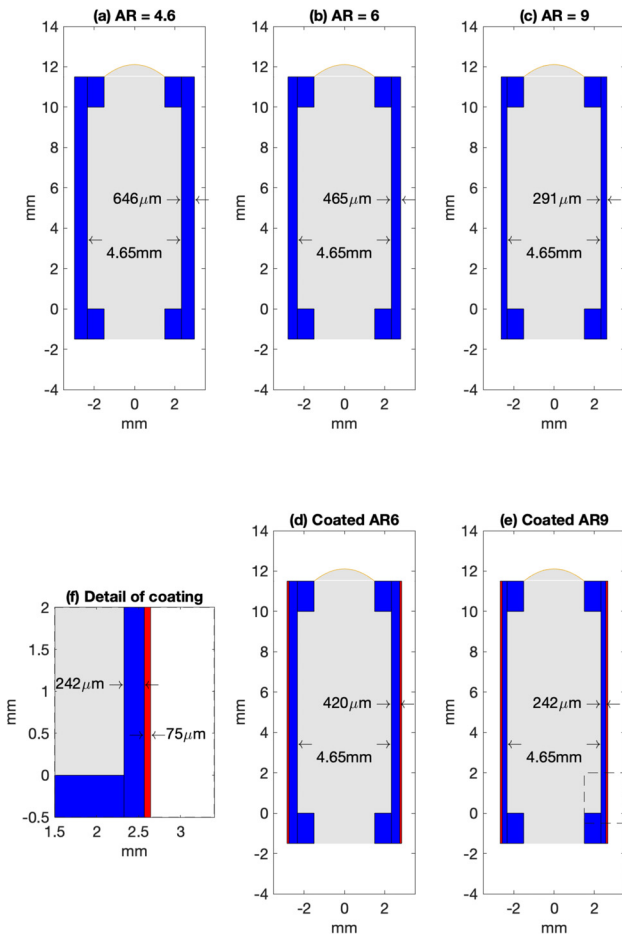 (a) AR = 4.6
(b) AR = 6
(c) AR = 9
14
12
10
8
6
4
2
0
-2
-4
mm
646μm
4.65mm
-2 0 2
mm
14
12
10
8
6
4
2
0
-2
-4
mm
465μm
4.65mm
-2 0 2
mm
14
12
10
8
6
4
2
0
-2
-4
mm
291μm
4.65mm
-2 0 2
mm
(f) Detail of coating
2
1.5
1
0.5
0
-0.5
mm
242μm
75μm
1.5 2 2.5 3
mm
(d) Coated AR6
14
12
10
8
6
4
2
0
-2
-4
mm
420μm
4.65mm
-2 0 2
mm
(e) Coated AR9
14
12
10
8
6
4
2
0
-2
-4
mm
242μm
4.65mm
-2 0 2
mm